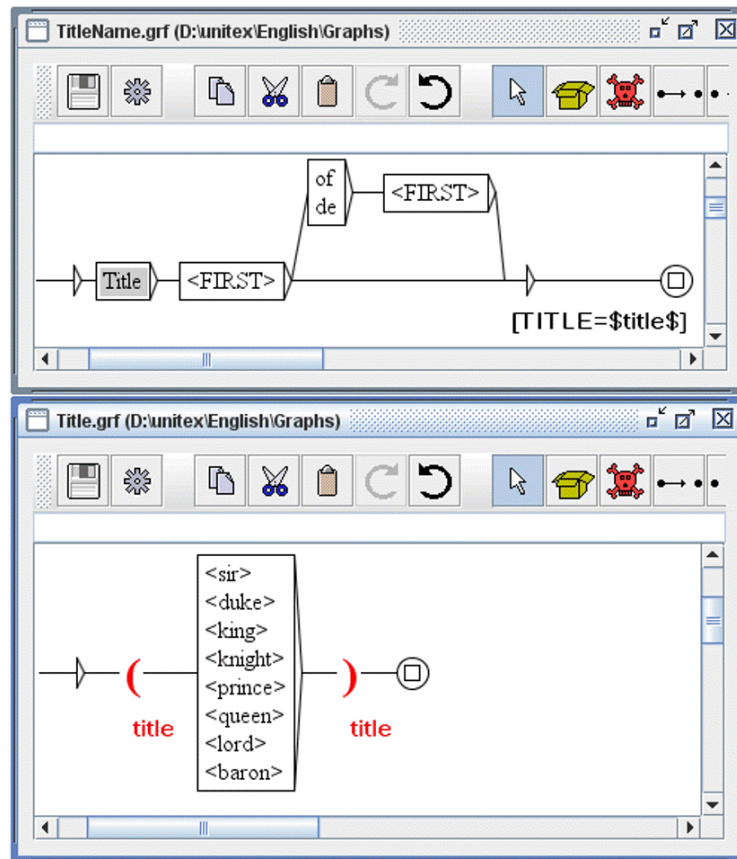 TitleName.grf (D:\unitex\English\Graphs)
of
de
<FIRST>
Title
<FIRST>
[TITLE=$title$]
Title.grf (D:\unitex\English\Graphs)
<sir>
<duke>
<king>
<knight>
<prince>
<queen>
<lord>
<baron>
( )
title title